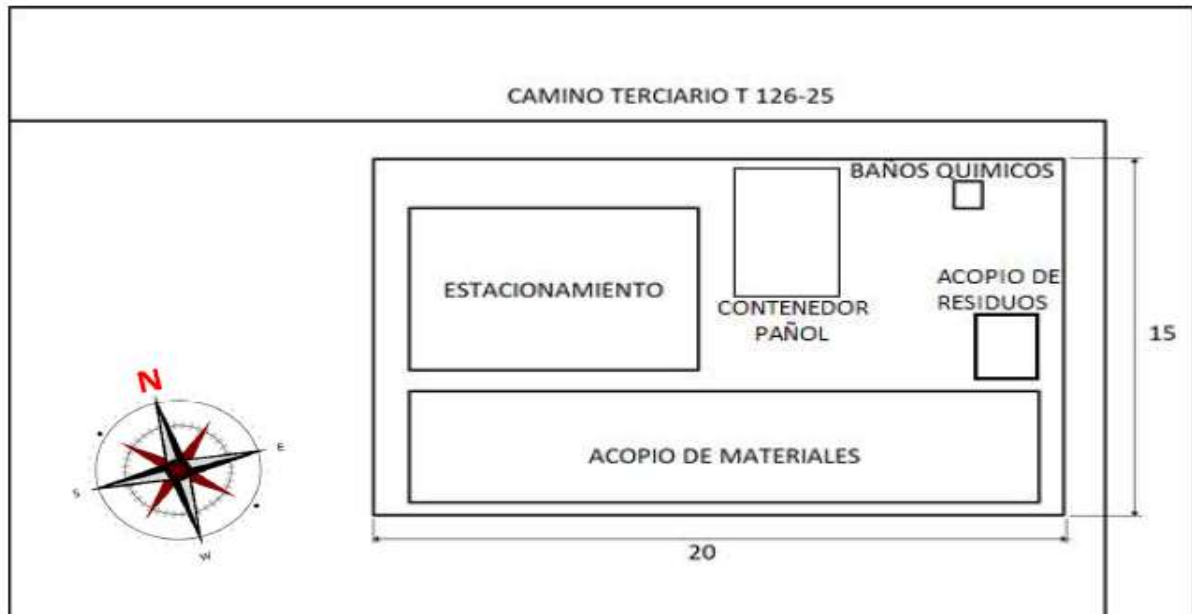 CAMINO TERCIARIO T 126-25
BAÑOS QUIMICOS
ESTACIONAMIENTO
CONTENEDOR
PAÑOL
ACOPIO DE
RESIDUOS
15
ACOPIO DE MATERIALES
20
N
E
S
W